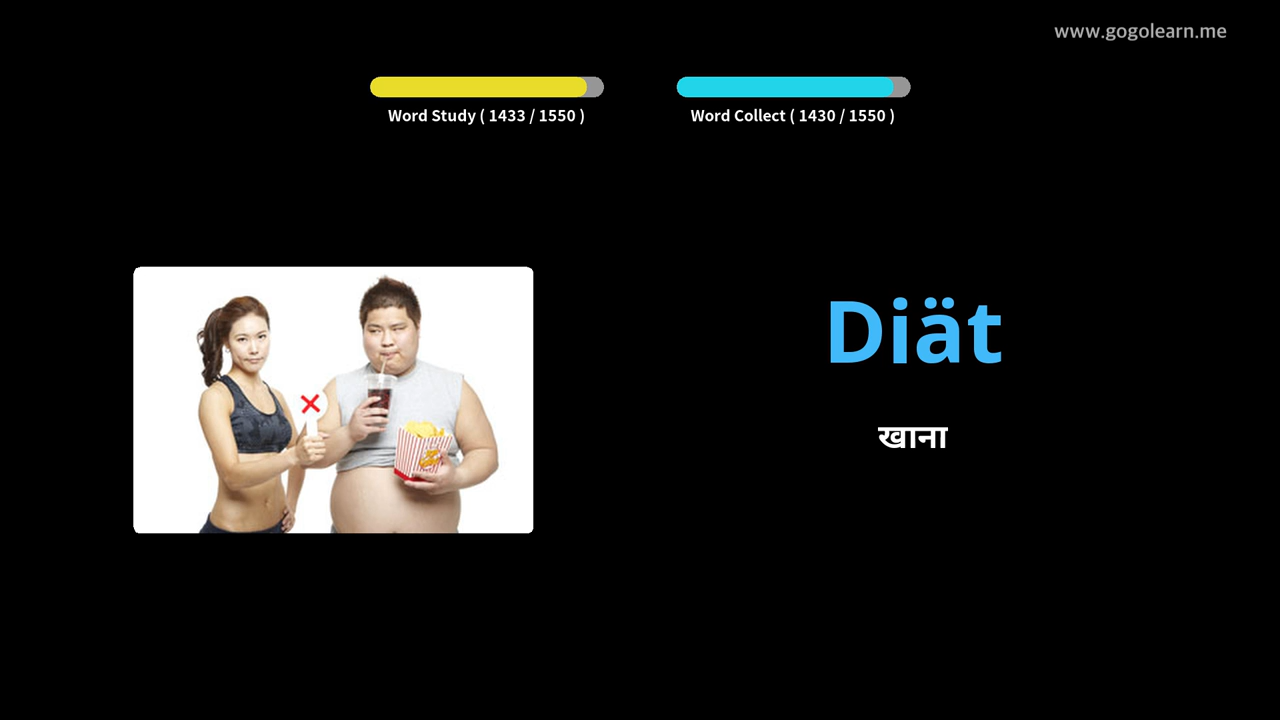 www.gogolearn.me
Word Study ( 1433 / 1550 )
Word Collect ( 1430 / 1550 )
Diät
खाना